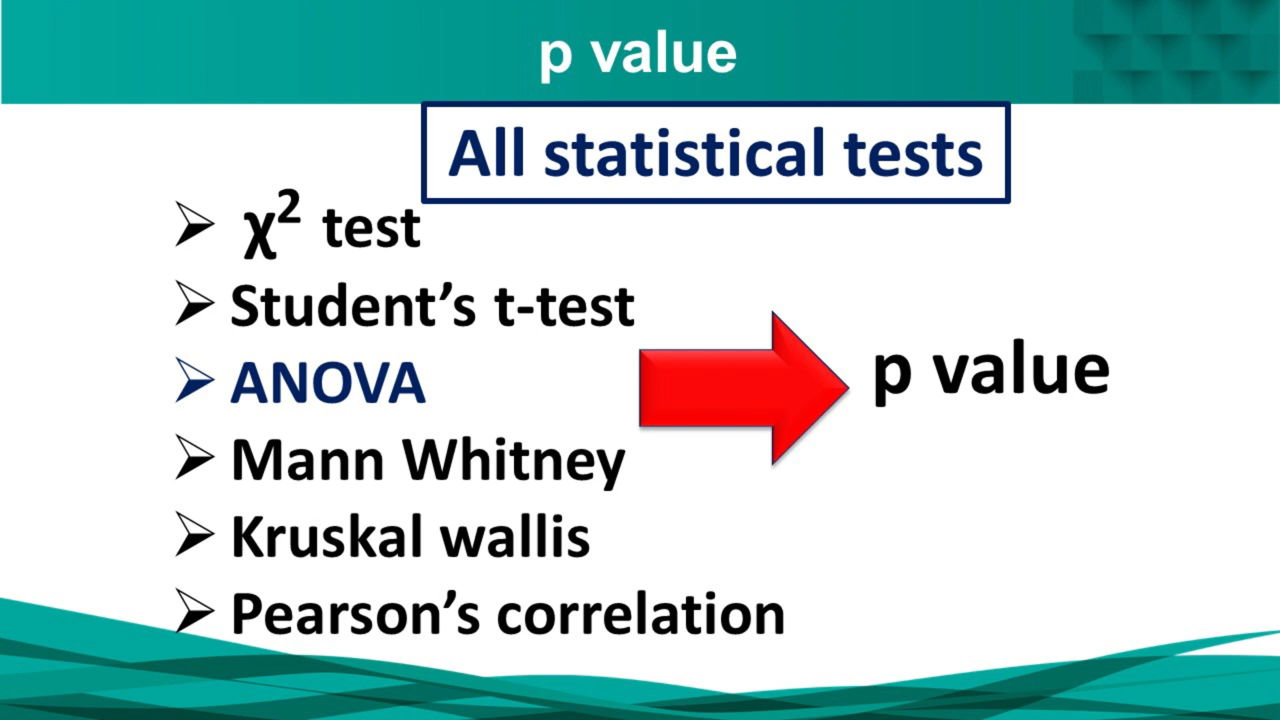 p value
All statistical tests
➢ χ² test
➢ Student’s t-test
➢ ANOVA
➢ Mann Whitney
➢ Kruskal wallis
➢ Pearson’s correlation
p value